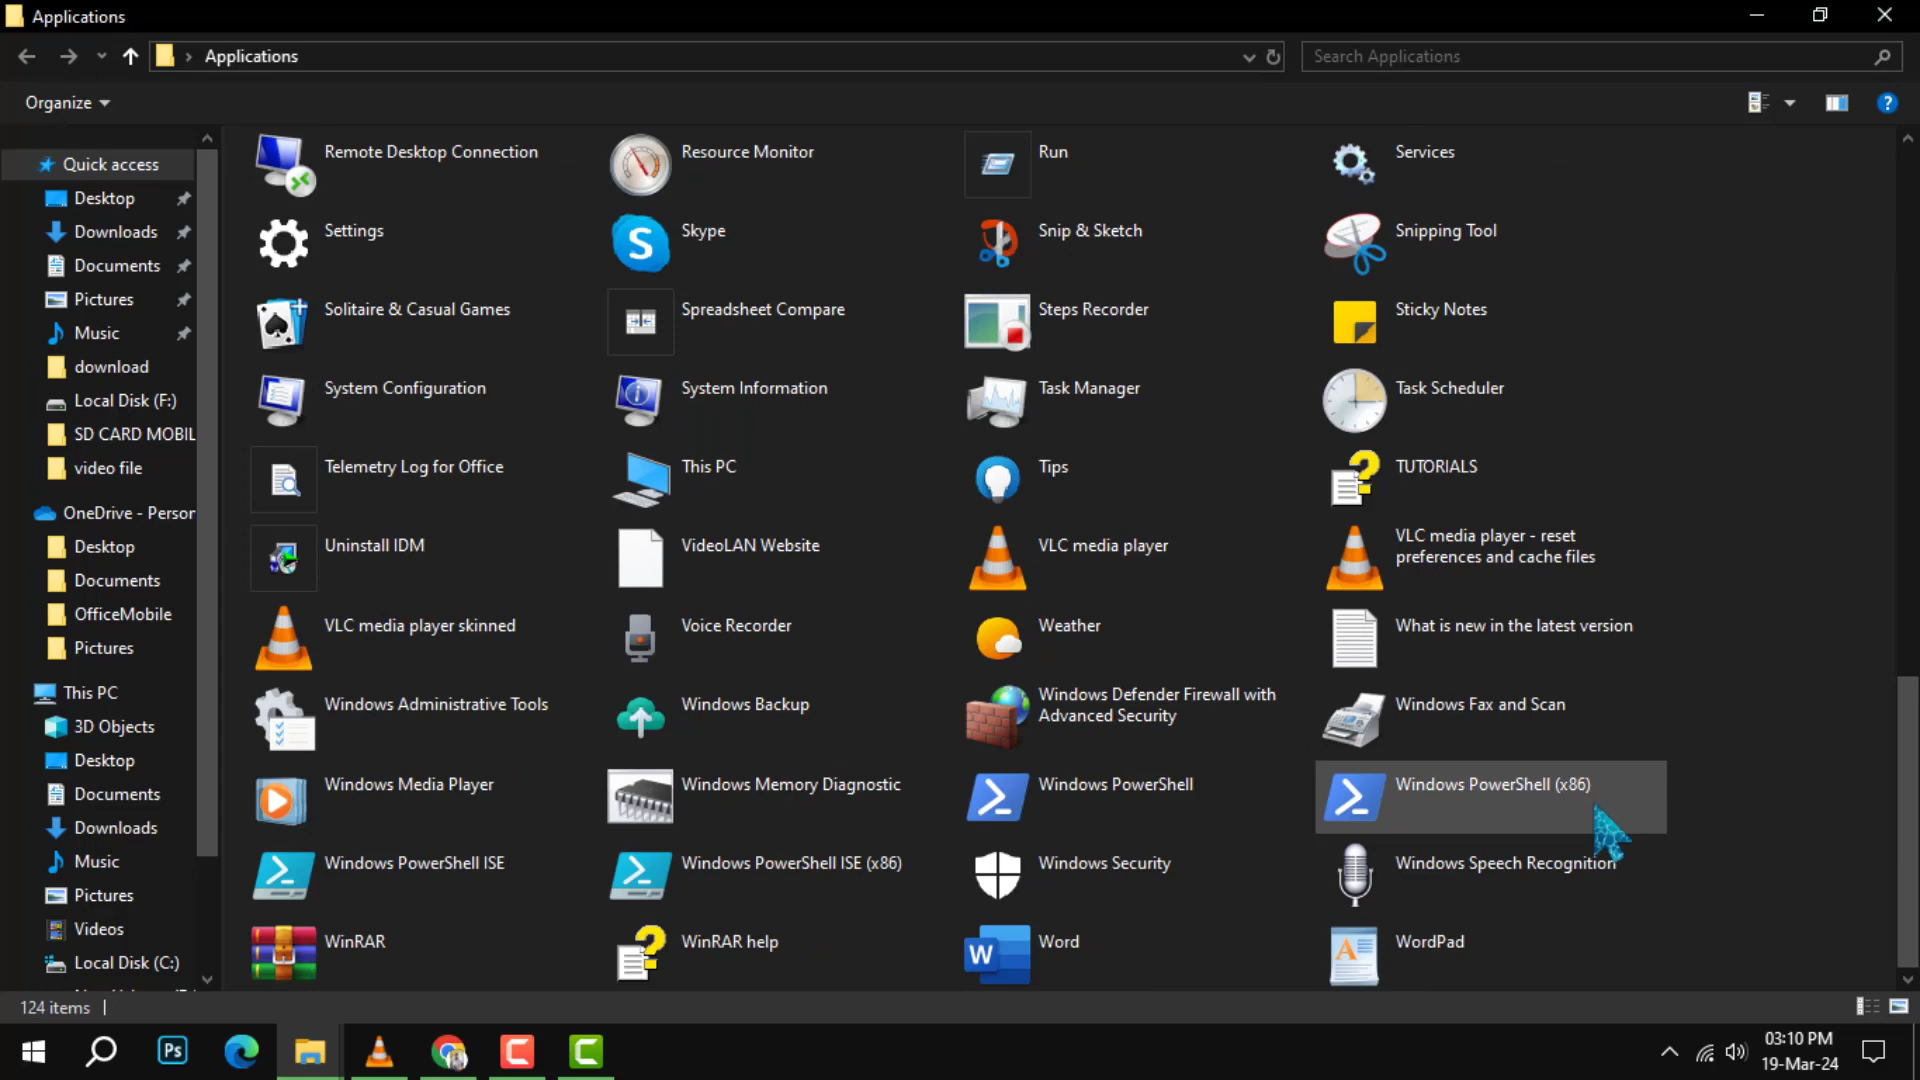 Applications
Applications
Search Applications
Organize
Quick access
Desktop
Downloads
Documents
Pictures
Music
download
Local Disk (F:)
SD CARD MOBIL
video file
OneDrive - Person
Desktop
Documents
OfficeMobile
Pictures
This PC
3D Objects
Desktop
Documents
Downloads
Music
Pictures
Videos
Local Disk (C:)
Remote Desktop Connection
Resource Monitor
Run
Services
Settings
S
Skype
Snip & Sketch
Snipping Tool
Solitaire & Casual Games
Spreadsheet Compare
Steps Recorder
Sticky Notes
System Configuration
System Information
Task Manager
Task Scheduler
Telemetry Log for Office
This PC
Tips
TUTORIALS
Uninstall IDM
VideoLAN Website
VLC media player
VLC media player - reset
preferences and cache files
VLC media player skinned
Voice Recorder
Weather
What is new in the latest version
Windows Administrative Tools
Windows Backup
Windows Defender Firewall with
Advanced Security
Windows Fax and Scan
Windows Media Player
Windows Memory Diagnostic
Windows PowerShell
Windows PowerShell (x86)
Windows PowerShell ISE
Windows PowerShell ISE (x86)
Windows Security
Windows Speech Recognition
WinRAR
WinRAR help
W
Word
A
WordPad
124 items
Ps
C
C
03:10 PM
19-Mar-24